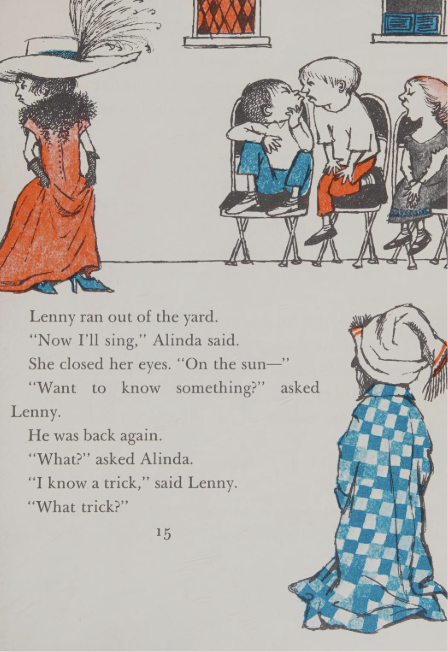 Lenny ran out of the yard.
“Now I’ll sing,” Alinda said.
She closed her eyes. “On the sun—”
“Want to know something?” asked
Lenny.
He was back again.
“What?” asked Alinda.
“I know a trick,” said Lenny.
“What trick?”
15